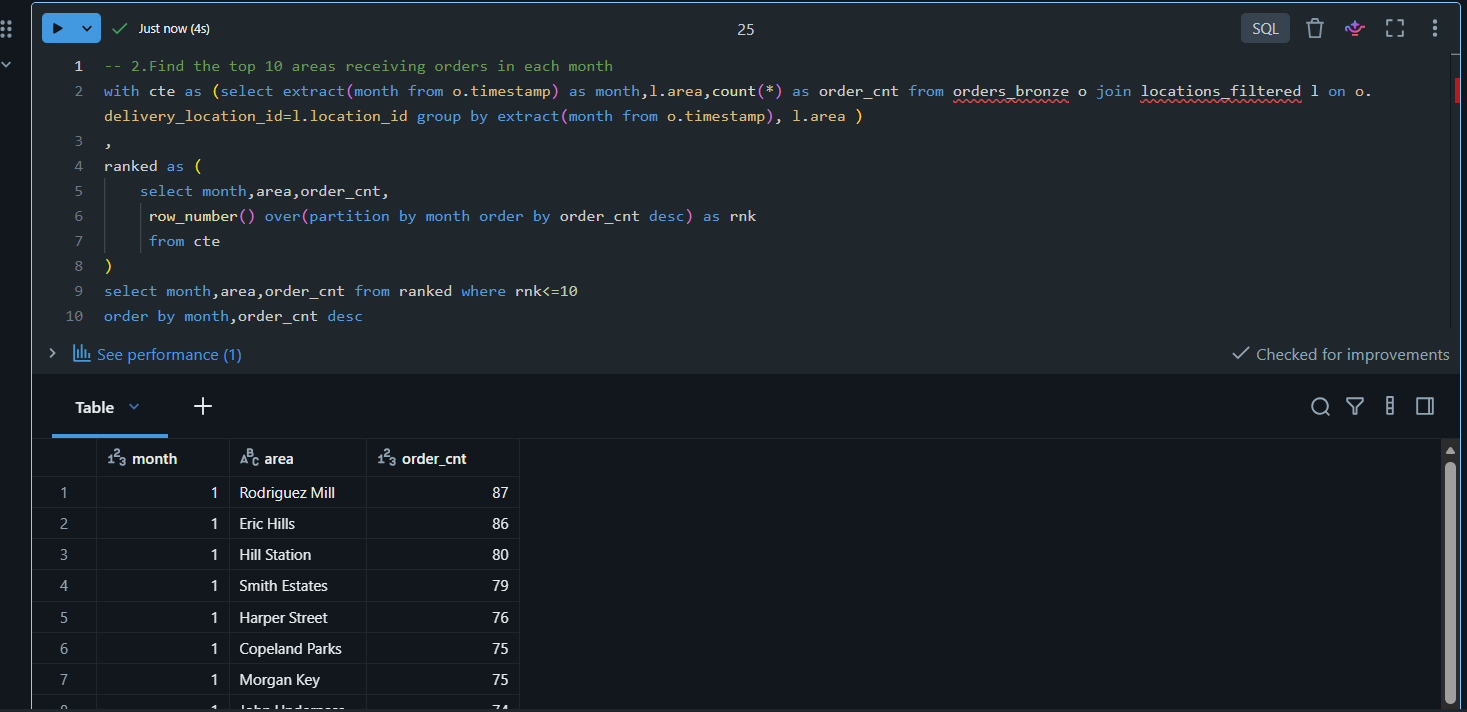 Just now (4s)
25
SQL
1 -- 2.Find the top 10 areas receiving orders in each month
2 with cte as (select extract(month from o.timestamp) as month,l.area,count(*) as order_cnt from orders_bronze o join locations_filtered l on o.
delivery_location_id=l.location_id group by extract(month from o.timestamp), l.area )
3 ,
4 ranked as (
5 select month,area,order_cnt,
6 row_number() over(partition by month order by order_cnt desc) as rnk
7 from cte
8 )
9 select month,area,order_cnt from ranked where rnk<=10
10 order by month,order_cnt desc
See performance (1)
Checked for improvements
Table
month area order_cnt
1 1 Rodriguez Mill 87
2 1 Eric Hills 86
3 1 Hill Station 80
4 1 Smith Estates 79
5 1 Harper Street 76
6 1 Copeland Parks 75
7 1 Morgan Key 75
8 1 John 74